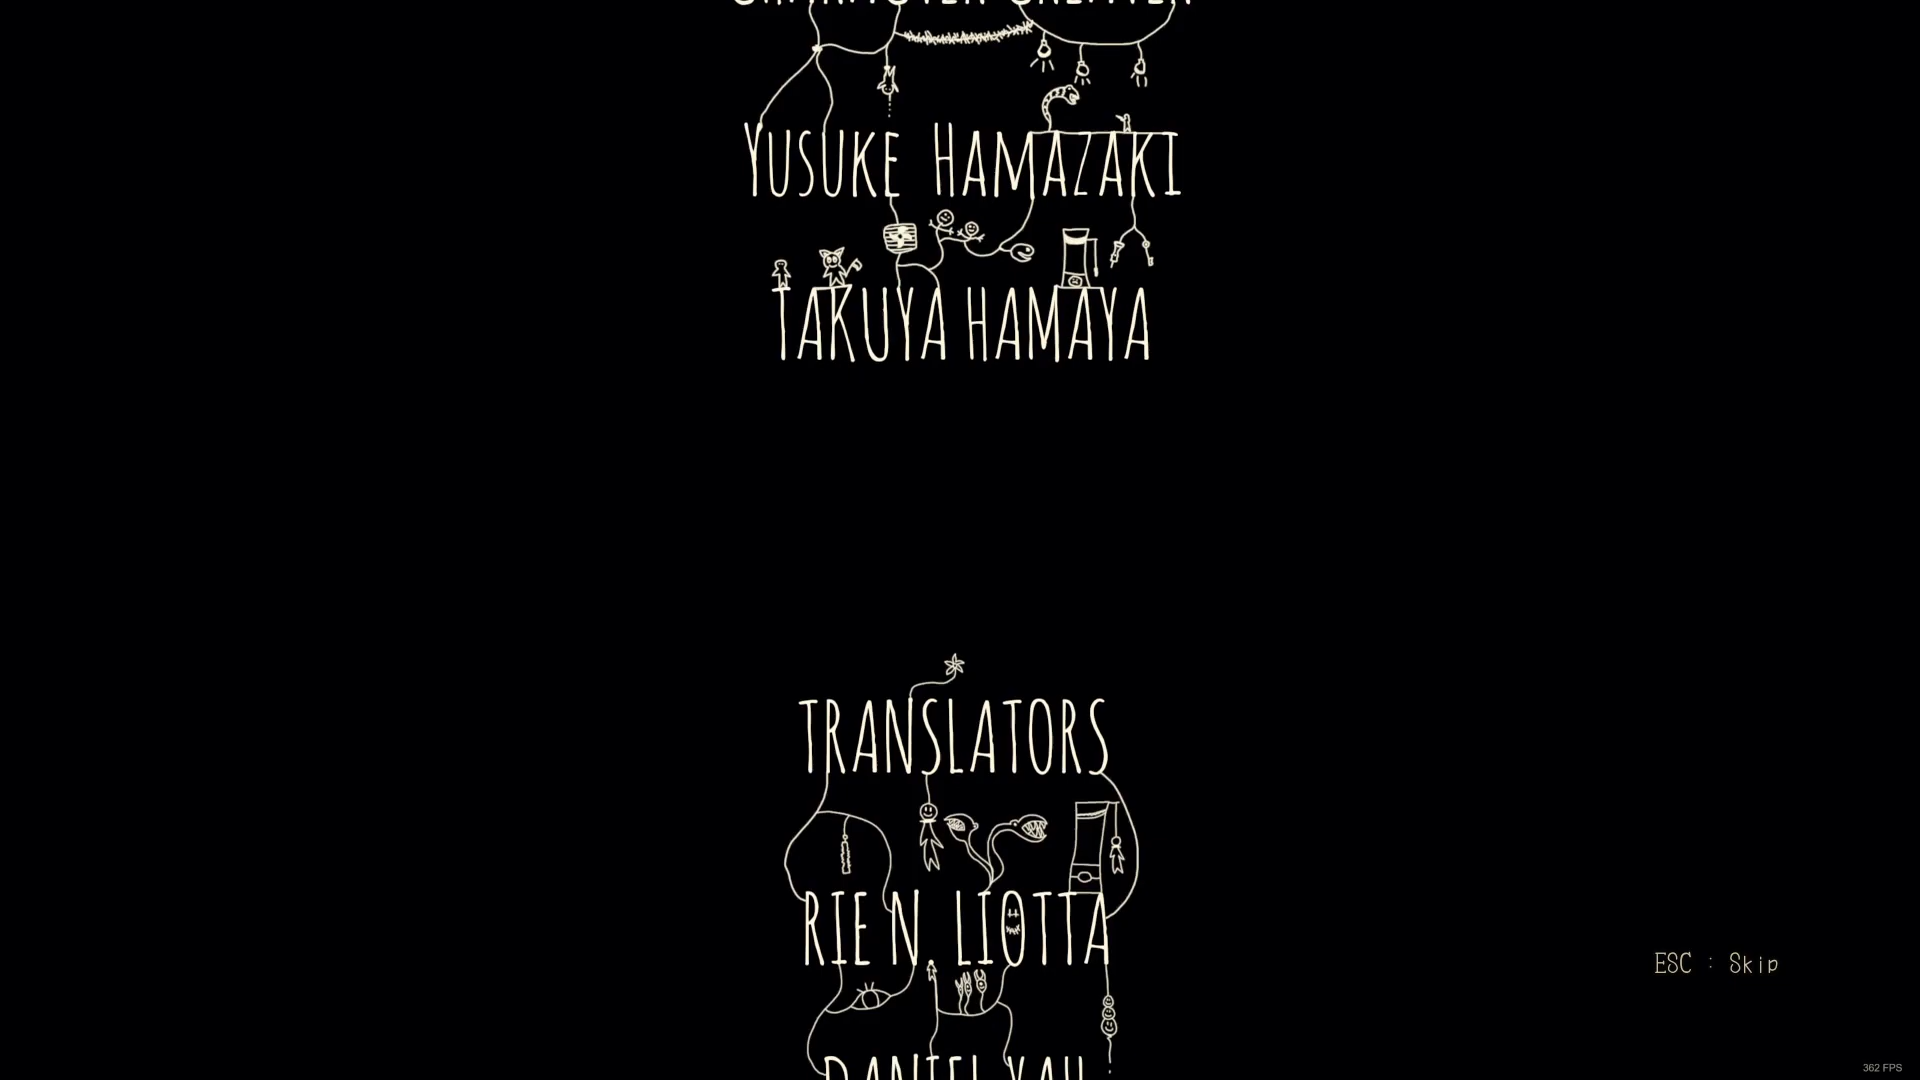 YUSUKE HAMAZAKI
TAKUYA HAMAYA
TRANSLATORS
RIE N. LIOTTA
ESC : Skip
362 FPS